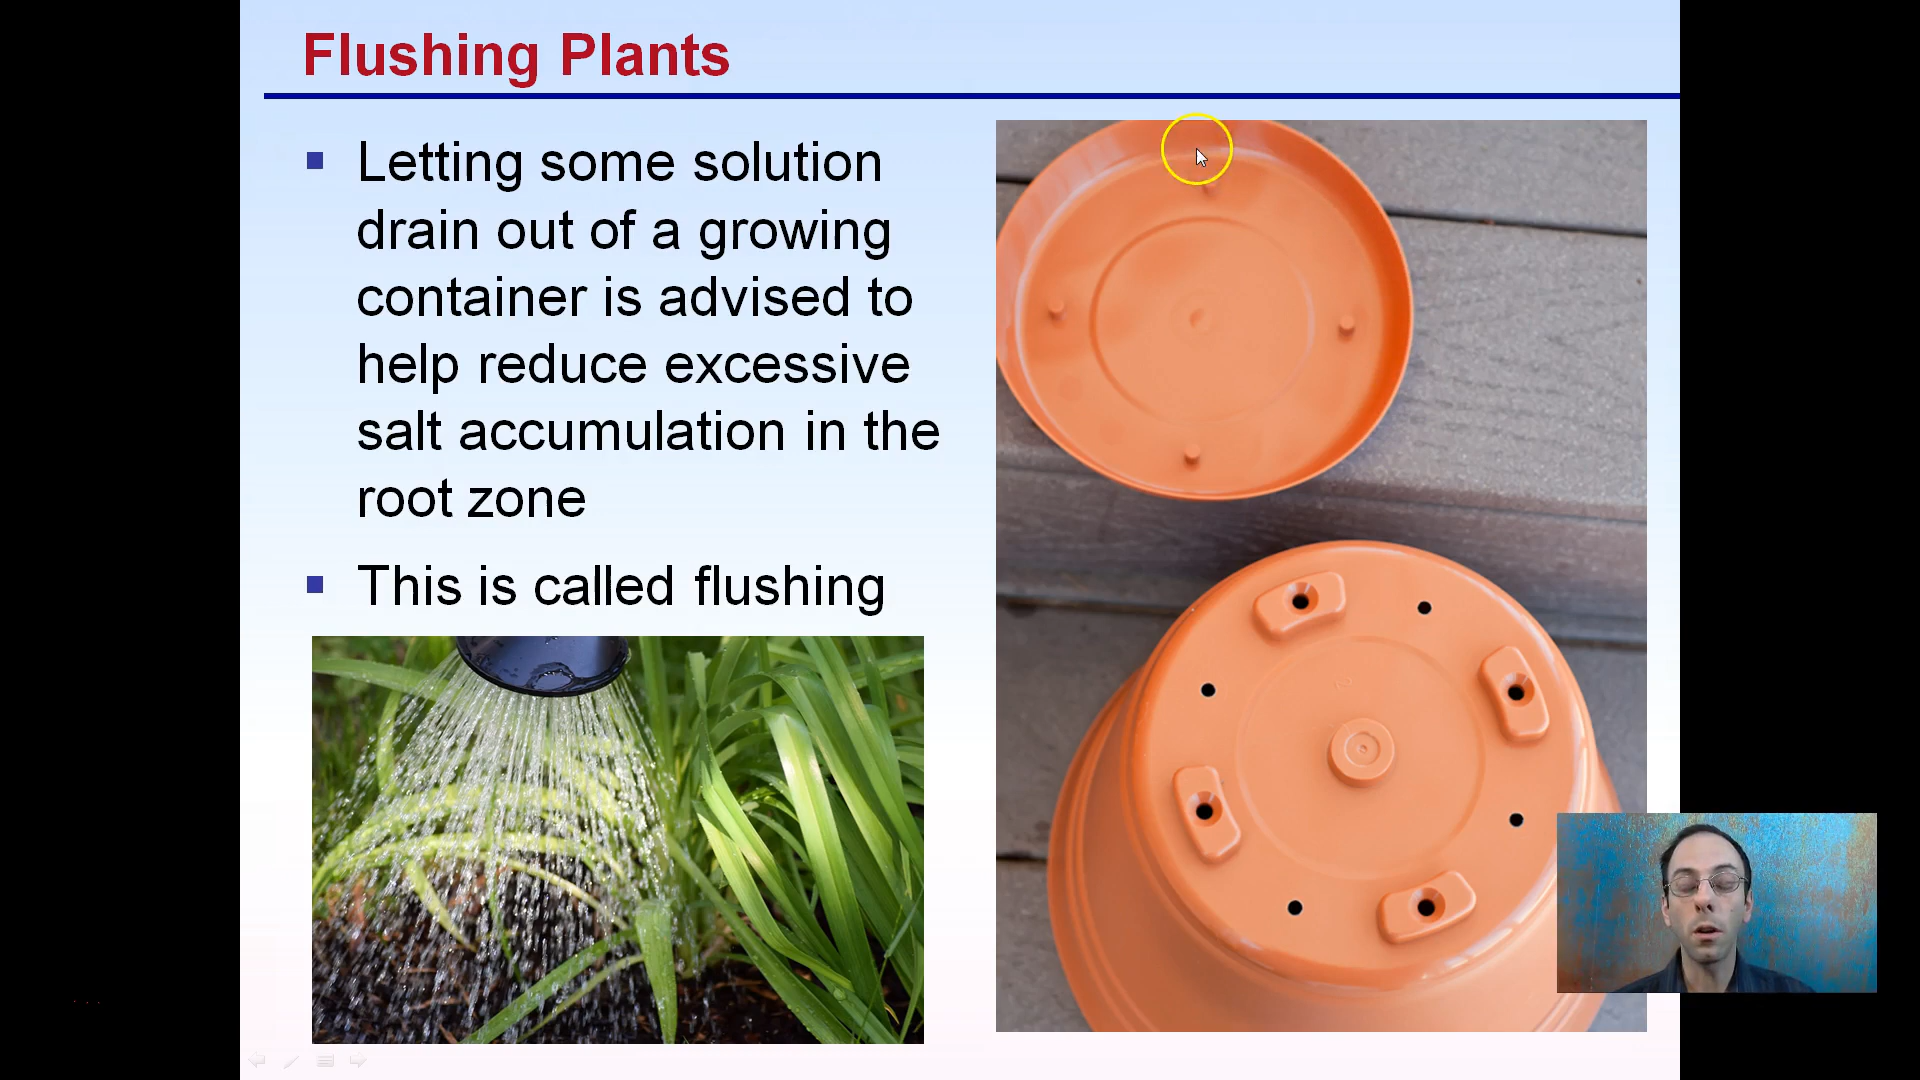 Flushing Plants
Letting some solution
drain out of a growing
container is advised to
help reduce excessive
salt accumulation in the
root zone
This is called flushing